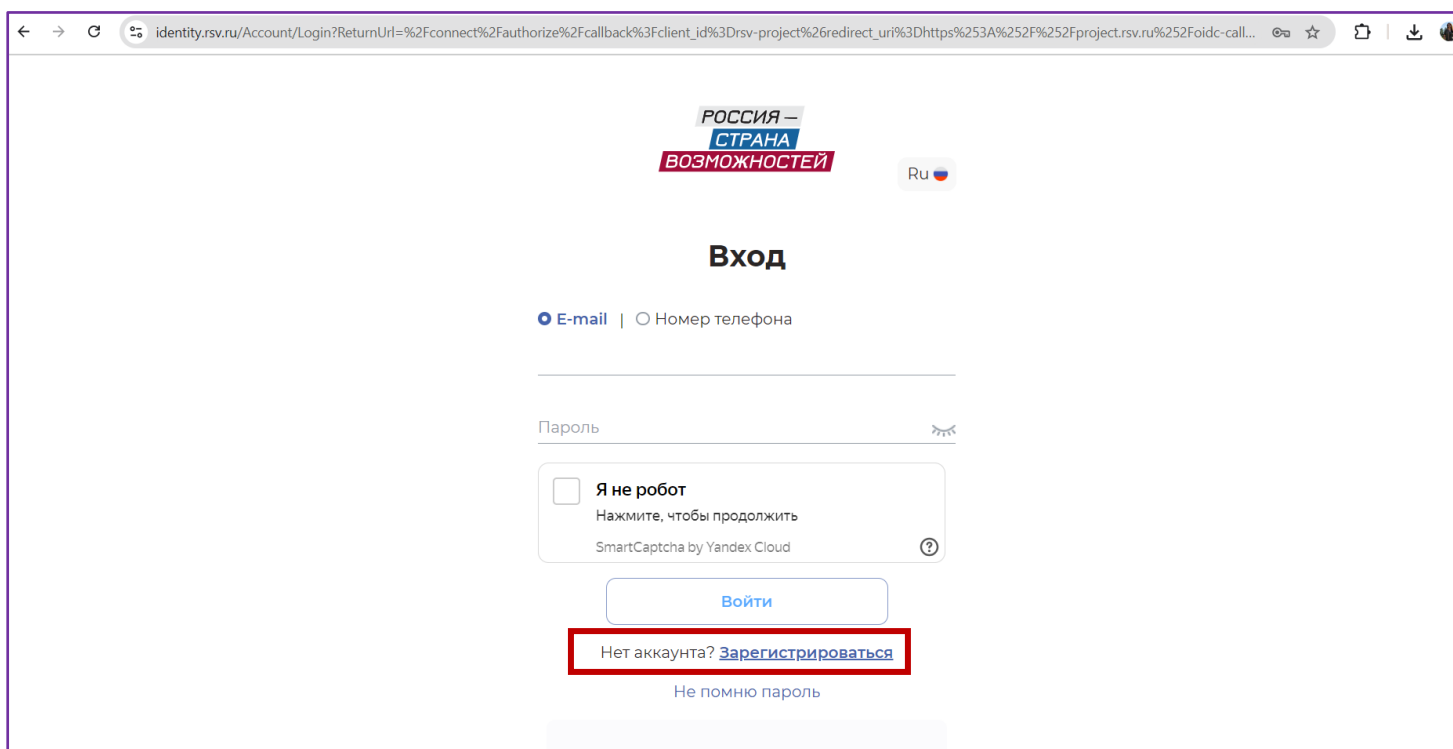 identity.rsv.ru/Account/Login?ReturnUrl=%2Fconnect%2Fauthorize%2Fcallback%3Fclient_id%3Drsv-project%26redirect_uri%3Dhttps%253A%252F%252Fproject.rsv.ru%252Foidc-call...
РОССИЯ –
СТРАНА
ВОЗМОЖНОСТЕЙ
Ru
Вход
E-mail | Номер телефона
Пароль
Я не робот
Нажмите, чтобы продолжить
SmartCaptcha by Yandex Cloud
Войти
Нет аккаунта? Зарегистрироваться
Не помню пароль